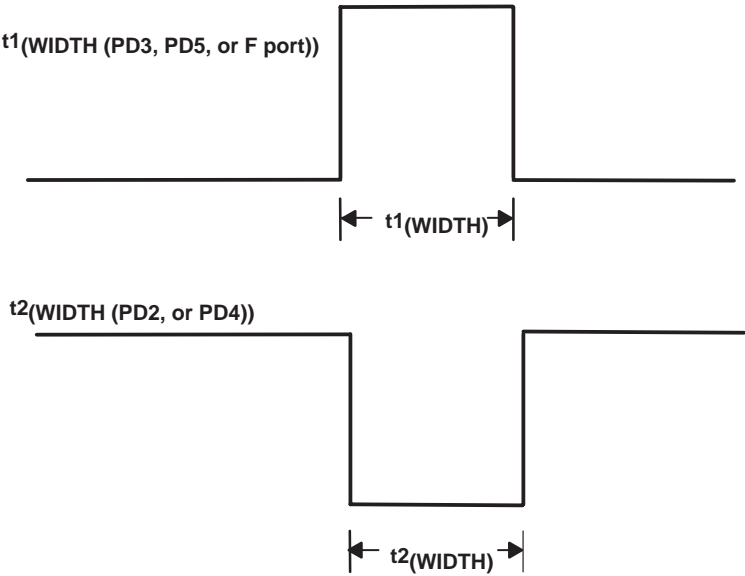 t1(WIDTH (PD3, PD5, or F port))
t1(WIDTH)
t2(WIDTH (PD2, or PD4))
t2(WIDTH)